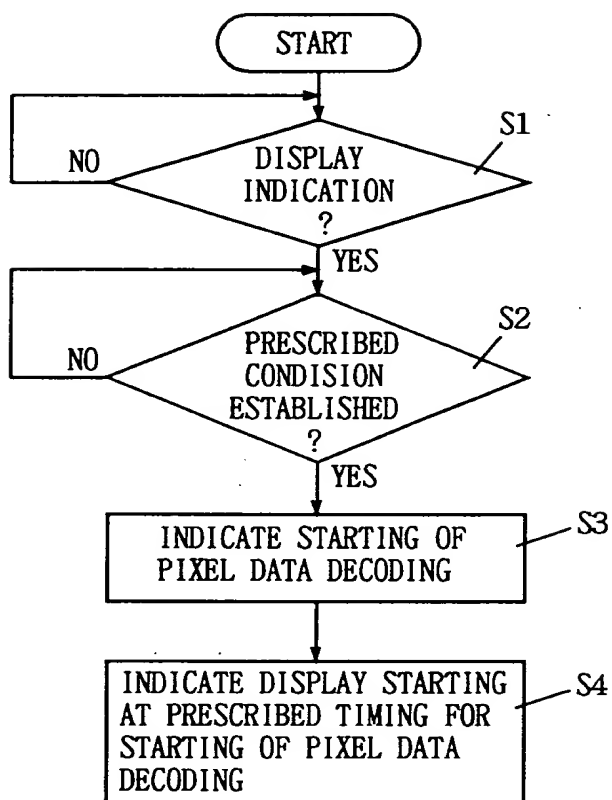 START
S1
DISPLAY
INDICATION
?
NO
YES
S2
PRESCRIBED
CONDISION
ESTABLISHED
?
NO
YES
S3
INDICATE STARTING OF
PIXEL DATA DECODING
S4
INDICATE DISPLAY STARTING
AT PRESCRIBED TIMING FOR
STARTING OF PIXEL DATA
DECODING